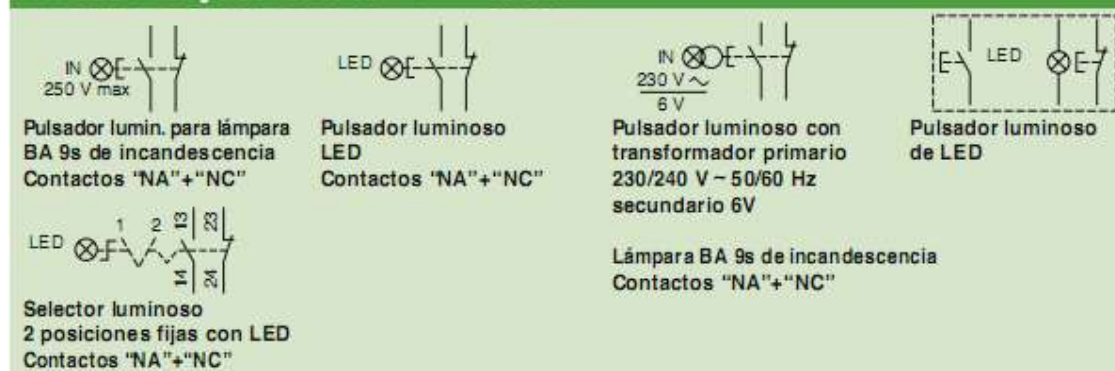 IN
250 V max
Pulsador lumin. para lámpara
BA 9s de incandescencia
Contactos “NA”+“NC”
LED
Pulsador luminoso
LED
Contactos “NA”+“NC”
IN
230 V ~
6 V
Pulsador luminoso con
transformador primario
230/240 V ~ 50/60 Hz
secundario 6V
Lámpara BA 9s de incandescencia
Contactos “NA”+“NC”
LED
Pulsador luminoso
de LED
LED
1 2 13 23
14 24
Selector luminoso
2 posiciones fijas con LED
Contactos “NA”+“NC”